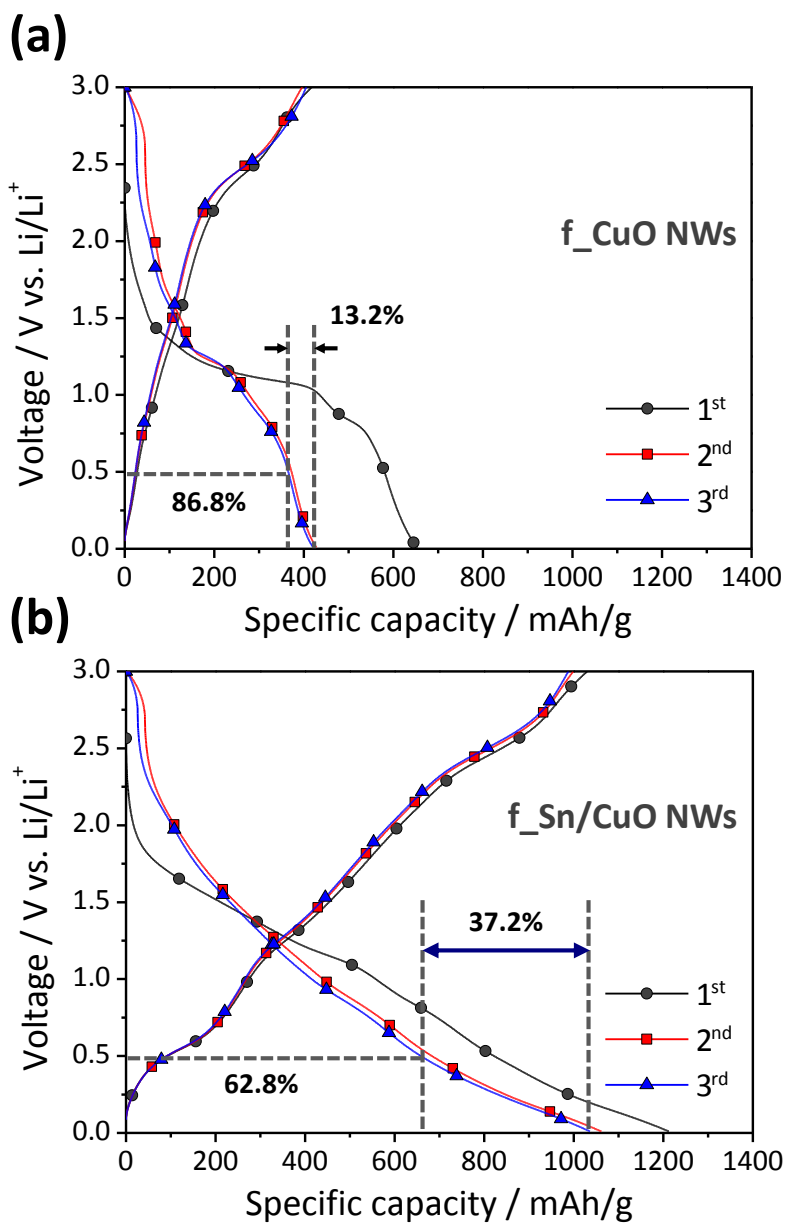 (a)
3.0
2.5
2.0
1.5
1.0
0.5
0.0
Voltage / V vs. Li/Li⁺
f_CuO NWs
13.2%
86.8%
1ˢᵗ
2ⁿᵈ
3ʳᵈ
0 200 400 600 800 1000 1200 1400
Specific capacity / mAh/g
(b)
3.0
2.5
2.0
1.5
1.0
0.5
0.0
Voltage / V vs. Li/Li⁺
f_Sn/CuO NWs
37.2%
62.8%
1ˢᵗ
2ⁿᵈ
3ʳᵈ
0 200 400 600 800 1000 1200 1400
Specific capacity / mAh/g